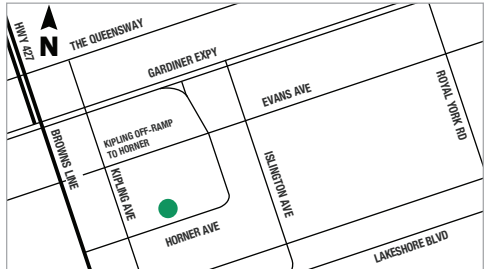 HWY 427
N
THE QUEENSWAY
GARDINER EXPY
EVANS AVE
ROYAL YORK RD
KIPLING OFF-RAMP
TO HORNER
BROWNS LINE
KIPLING AVE
ISLINGTON AVE
HORNER AVE
LAKESHORE BLVD